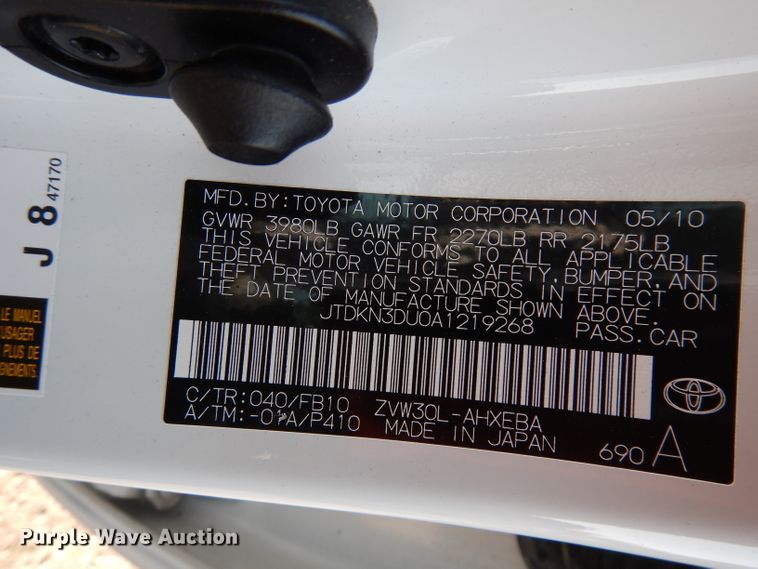 J 8 47170
LE MANUEL
USAGER
PLUS DE
MFD. BY: TOYOTA MOTOR CORPORATION 05/10
GVWR 3980LB GAWR FR 2270LB RR 2175LB
THIS VEHICLE CONFORMS TO ALL APPLICABLE
FEDERAL MOTOR VEHICLE SAFETY, BUMPER, AND
THEFT PREVENTION STANDARDS IN EFFECT ON
THE DATE OF MANUFACTURE SHOWN ABOVE.
JTDKN3DU0A1219268 PASS. CAR
C/TR: 040/FB10 ZVW30L-AHXEBA
A/TM: -01A/P410 MADE IN JAPAN
690 A
Purple Wave Auction